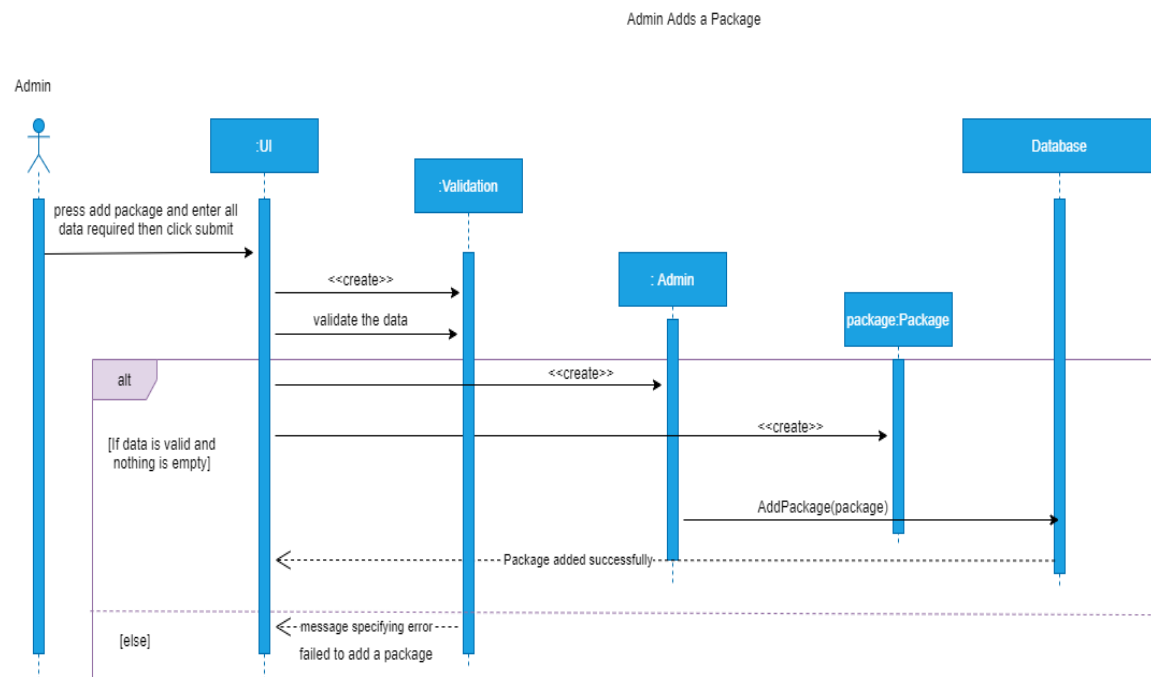 Admin Adds a Package
Admin
:UI
Database
:Validation
press add package and enter all
data required then click submit
: Admin
<<create>>
package:Package
validate the data
alt
<<create>>
<<create>>
[If data is valid and
nothing is empty]
AddPackage(package)
Package added successfully
message specifying error
[else]
failed to add a package